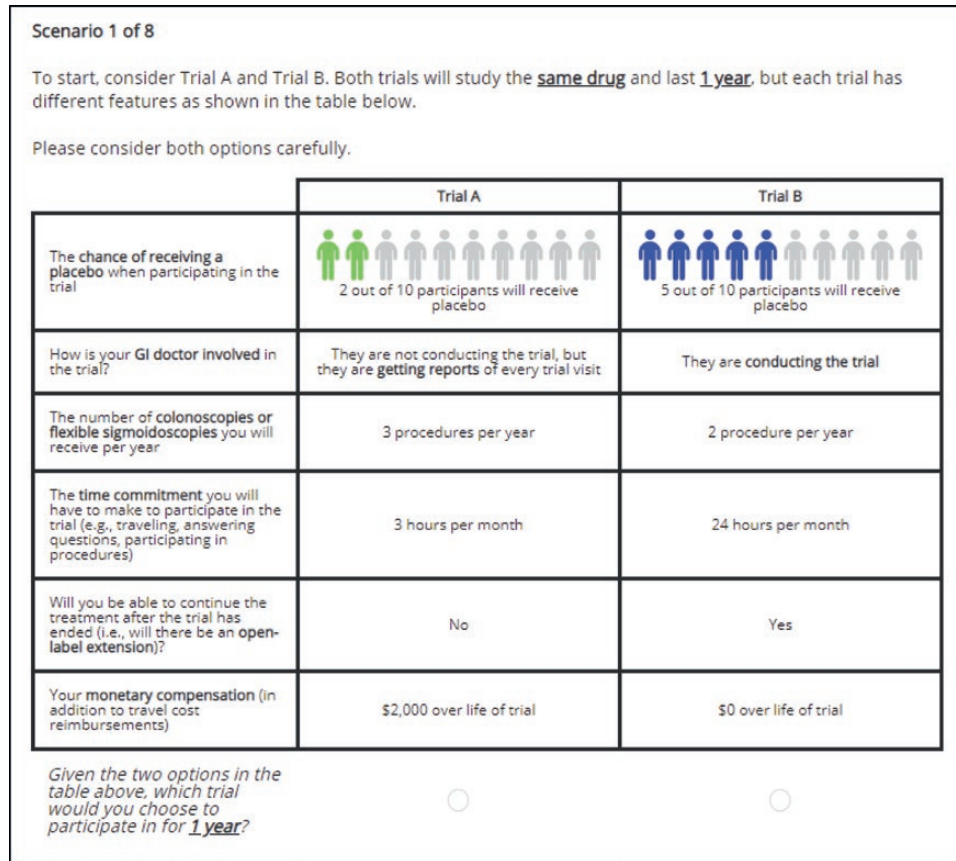 Scenario 1 of 8
To start, consider Trial A and Trial B. Both trials will study the same drug and last 1 year, but each trial has
different features as shown in the table below.
Please consider both options carefully.
Trial A
Trial B
The chance of receiving a
placebo when participating in the
trial
2 out of 10 participants will receive
placebo
5 out of 10 participants will receive
placebo
How is your GI doctor involved in
the trial?
They are not conducting the trial, but
they are getting reports of every trial visit
They are conducting the trial
The number of colonoscopies or
flexible sigmoidoscopies you will
receive per year
3 procedures per year
2 procedure per year
The time commitment you will
have to make to participate in the
trial (e.g., traveling, answering
questions, participating in
procedures)
3 hours per month
24 hours per month
Will you be able to continue the
treatment after the trial has
ended (i.e., will there be an open-
label extension)?
No
Yes
Your monetary compensation (in
addition to travel cost
reimbursements)
$2,000 over life of trial
$0 over life of trial
Given the two options in the
table above, which trial
would you choose to
participate in for 1 year?